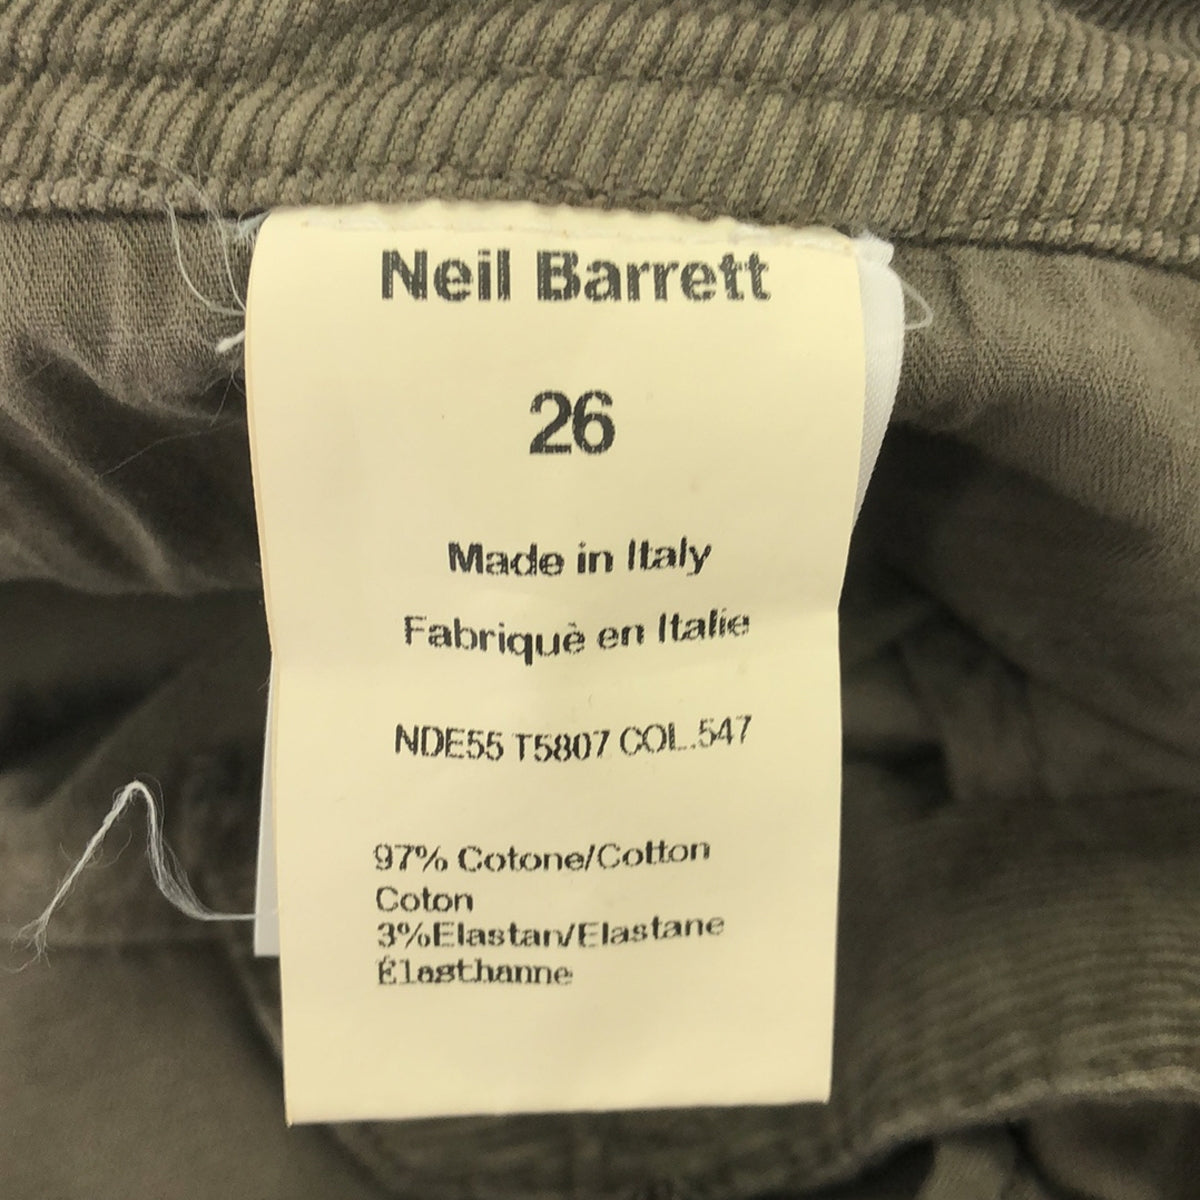 Neil Barrett
26
Made in Italy
Fabriquè en Italie
NDE55 T5807 COL.547
97% Cotone/Cotton
Coton
3%Elastan/Elastane
Élasthanne